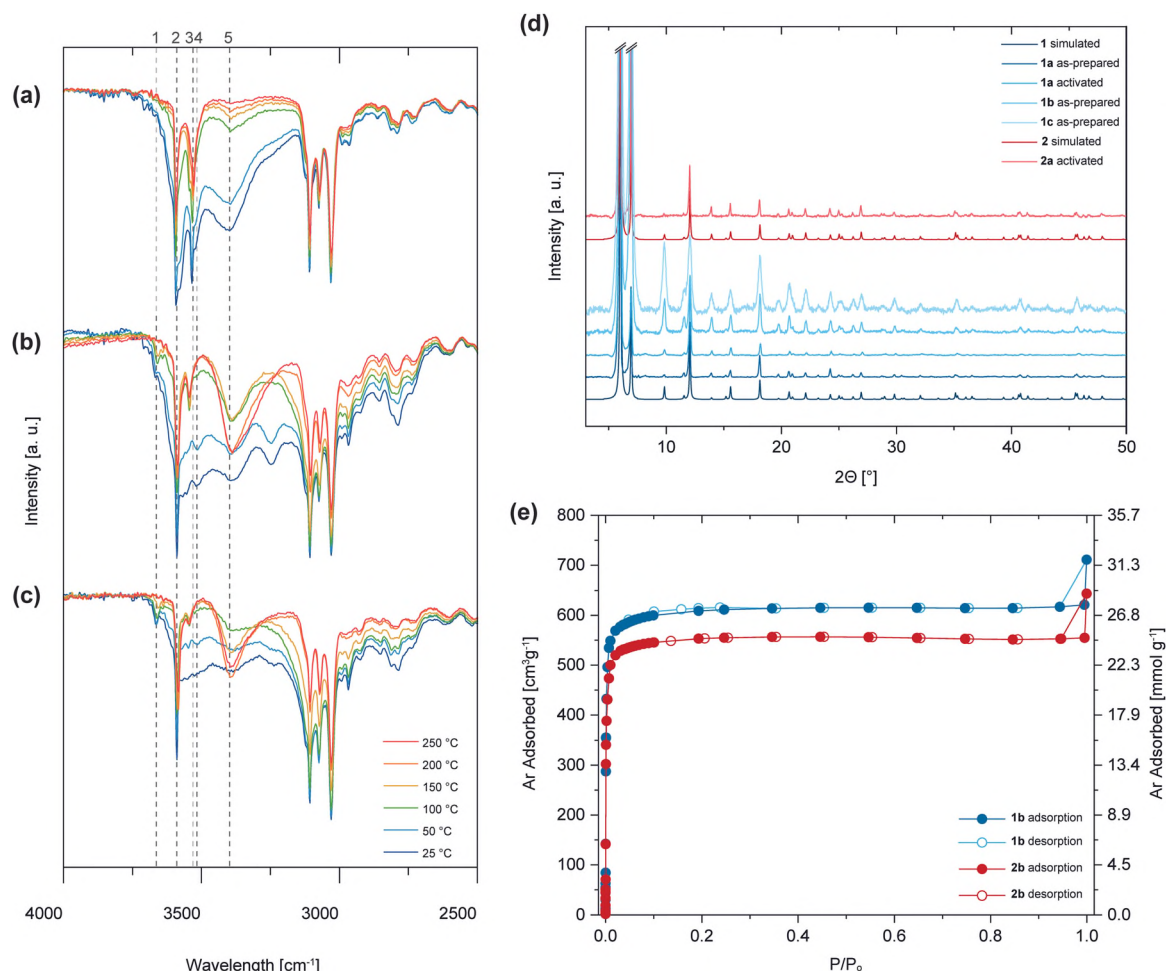 1 2 34 5
(a)
(b)
(c)
Intensity [a. u.]
250 °C
200 °C
150 °C
100 °C
50 °C
25 °C
4000 3500 3000 2500
Wavelength [cm⁻¹]
(d)
Intensity [a. u.]
1 simulated
1a as-prepared
1a activated
1b as-prepared
1c as-prepared
2 simulated
2a activated
10 20 30 40 50
2Θ [°]
(e)
Ar Adsorbed [cm³g⁻¹]
800
700
600
500
400
300
200
100
0
35.7
31.2
26.8
22.3
17.9
13.4
8.9
4.5
0.0
Ar Adsorbed [mmol g⁻¹]
1b adsorption
1b desorption
2b adsorption
2b desorption
0.0 0.2 0.4 0.6 0.8 1.0
P/P₀